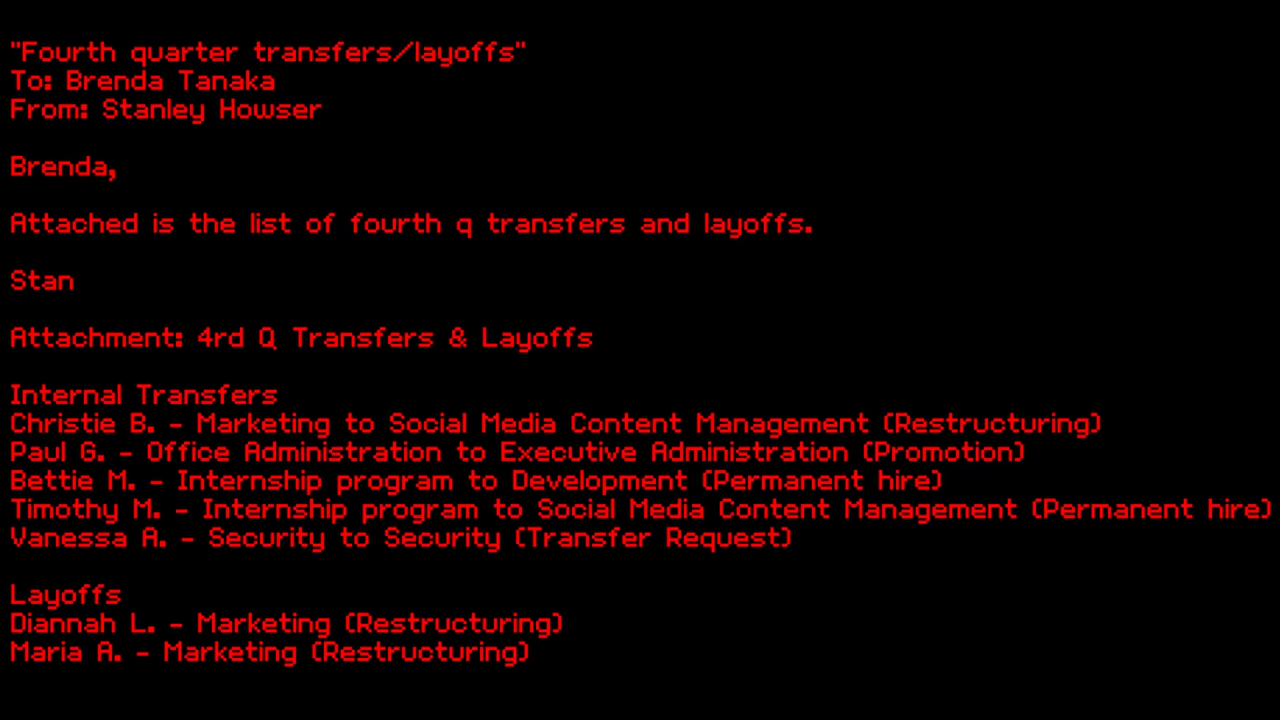 "Fourth quarter transfers/layoffs"
To: Brenda Tanaka
From: Stanley Howser
Brenda,
Attached is the list of fourth q transfers and layoffs.
Stan
Attachment: 4rd Q Transfers & Layoffs
Internal Transfers
Christie B. - Marketing to Social Media Content Management (Restructuring)
Paul G. - Office Administration to Executive Administration (Promotion)
Bettie M. - Internship program to Development (Permanent hire)
Timothy M. - Internship program to Social Media Content Management (Permanent hire)
Vanessa A. - Security to Security (Transfer Request)
Layoffs
Diannah L. - Marketing (Restructuring)
Maria A. - Marketing (Restructuring)